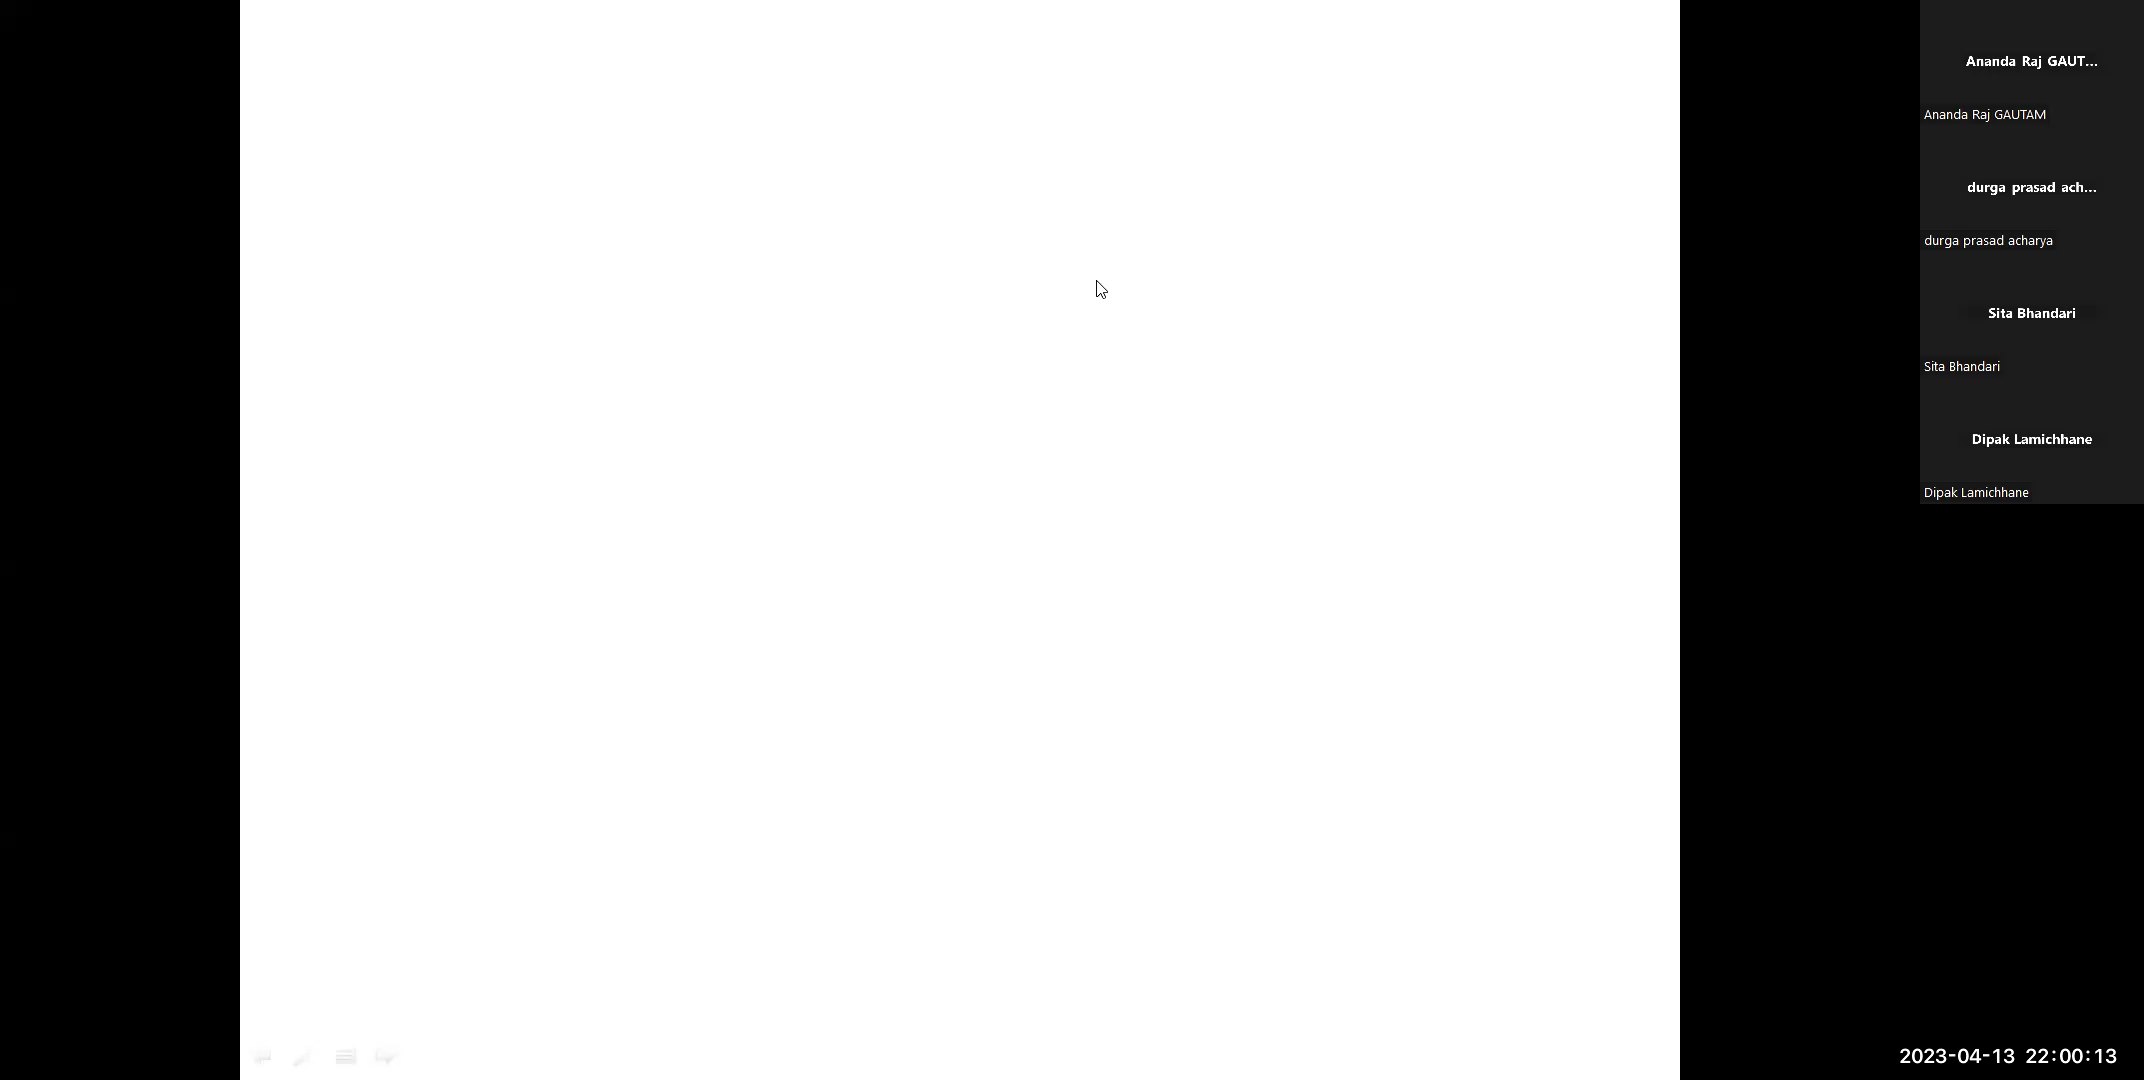 Ananda Raj GAUT...
Ananda Raj GAUTAM
durga prasad ach...
durga prasad acharya
Sita Bhandari
Sita Bhandari
Dipak Lamichhane
Dipak Lamichhane
2023-04-13 22:00:13